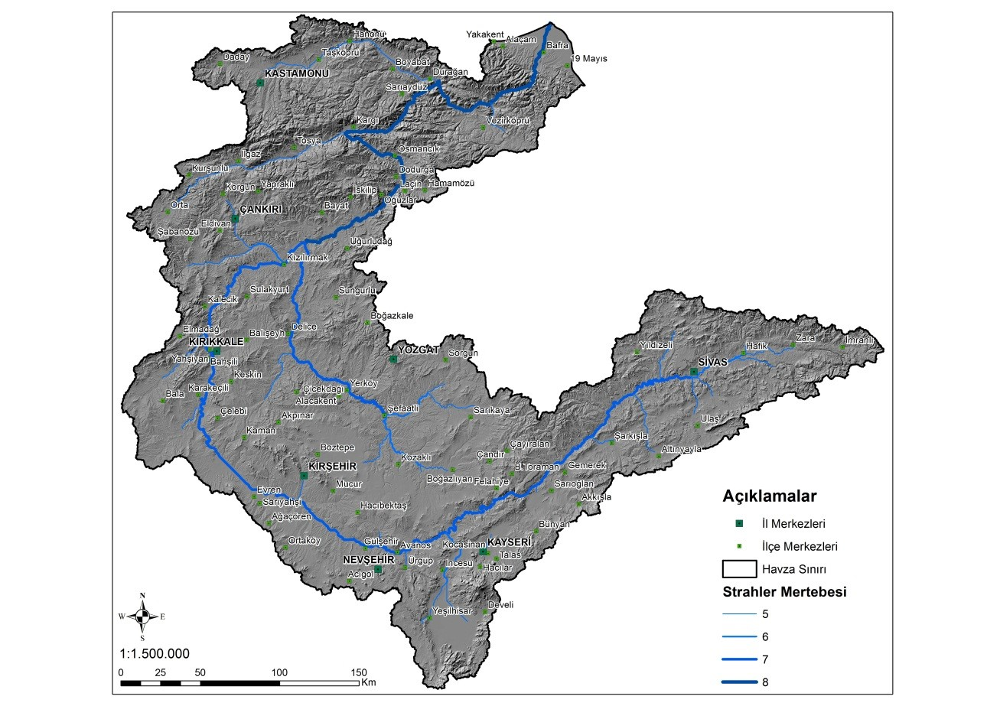 Hanönü
Yakakent
Alaçam
Taşköprü
Bafra
Daday
Boyabat
19 Mayıs
KASTAMONU
Durağan
Sarıaydüz
Kargı
Vezirköprü
Tosya
Osmancık
Ilgaz
Kurşunlu
Dodurga
Korgun
Yapraklı
Laçin
Hamamözü
İskilip
Oğuzlar
Orta
ÇANKIRI
Bayat
Eldivan
Şabanözü
Uğurludağ
Kızılırmak
Sulakyurt
Sungurlu
Kalecik
Boğazkale
Elmadağ
Balışeyh
Delice
KIRIKKALE
Zara
İmranlı
Yıldızeli
Hafik
YOZGAT
Sorgun
Yahşiyan
Bahşili
SİVAS
Keskin
Yerköy
Karakeçili
Çiçekdağı
Bala
Alacakent
Şefaatli
Sarıkaya
Çelebi
Akpınar
Ulaş
Kaman
Şarkışla
Boztepe
Çayıralan
Altınyayla
Çandır
KIRŞEHİR
Kozaklı
B.Toraman
Gemerek
Boğazlıyan
Felahiye
Mucur
Sarıoğlan
Evren
Sarıyahşi
Akkışla
Hacıbektaş
Ağaçören
Bünyan
Ortaköy
Gülşehir
Avanos
Kocasinan
KAYSERİ
Talas
NEVŞEHİR
Ürgüp
İncesu
Hacılar
Acıgöl
Yeşilhisar
Develi
Açıklamalar
İl Merkezleri
İlçe Merkezleri
Havza Sınırı
Strahler Mertebesi
5
6
7
8
N
W
E
S
1:1.500.000
0 25 50 100 150
Km